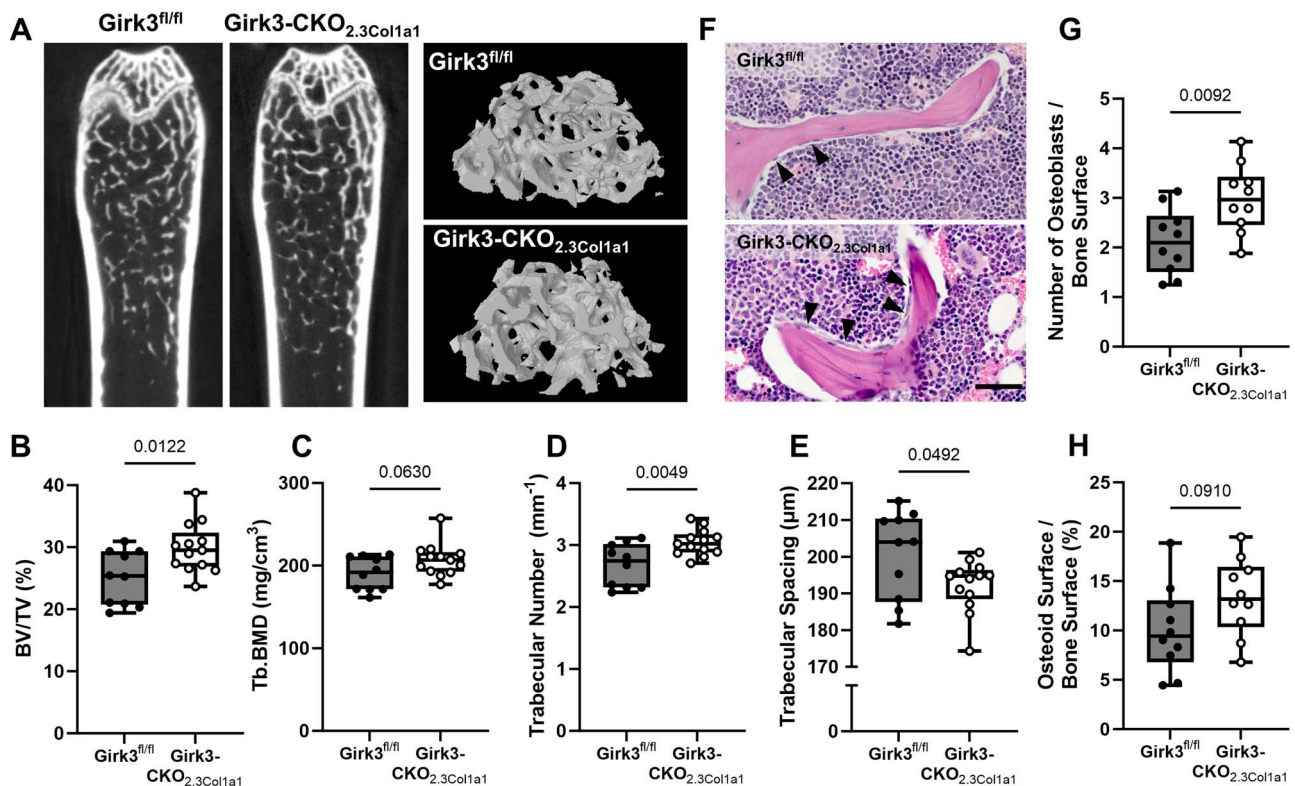 A
Girk3fl/fl
Girk3-CKO2.3Col1a1
Girk3fl/fl
Girk3-CKO2.3Col1a1
F
Girk3fl/fl
Girk3-CKO2.3Col1a1
G
Number of Osteoblasts /
Bone Surface
5
4
3
2
1
0
0.0092
Girk3fl/fl
Girk3-
CKO2.3Col1a1
B
BV/TV (%)
40
30
20
10
0
0.0122
Girk3fl/fl
Girk3-
CKO2.3Col1a1
C
Tb.BMD (mg/cm3)
300
200
100
0
0.0630
Girk3fl/fl
Girk3-
CKO2.3Col1a1
D
Trabecular Number (mm-1)
4
3
2
1
0
0.0049
Girk3fl/fl
Girk3-
CKO2.3Col1a1
E
Trabecular Spacing (µm)
220
210
200
190
180
170
0
0.0492
Girk3fl/fl
Girk3-
CKO2.3Col1a1
H
Osteoid Surface /
Bone Surface (%)
25
20
15
10
5
0
0.0910
Girk3fl/fl
Girk3-
CKO2.3Col1a1